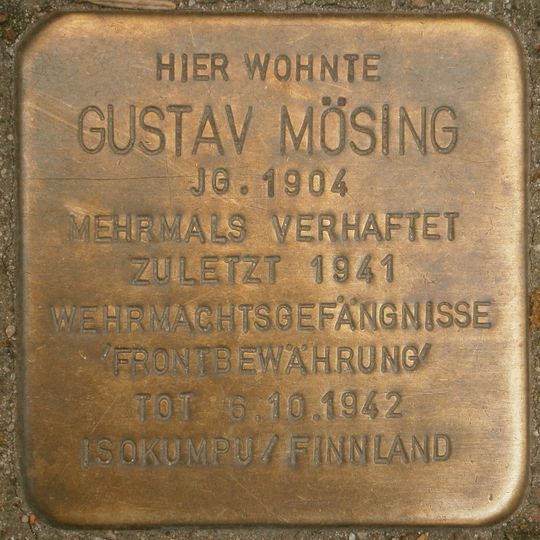 HIER WOHNTE
GUSTAV MÖSING
JG. 1904
MEHRMALS VERHAFTET
ZULETZT 1941
WEHRMACHTSGEFÄNGNISSE
'FRONTBEWÄHRUNG'
TOT 6.10.1942
ISOKUMPU/FINNLAND